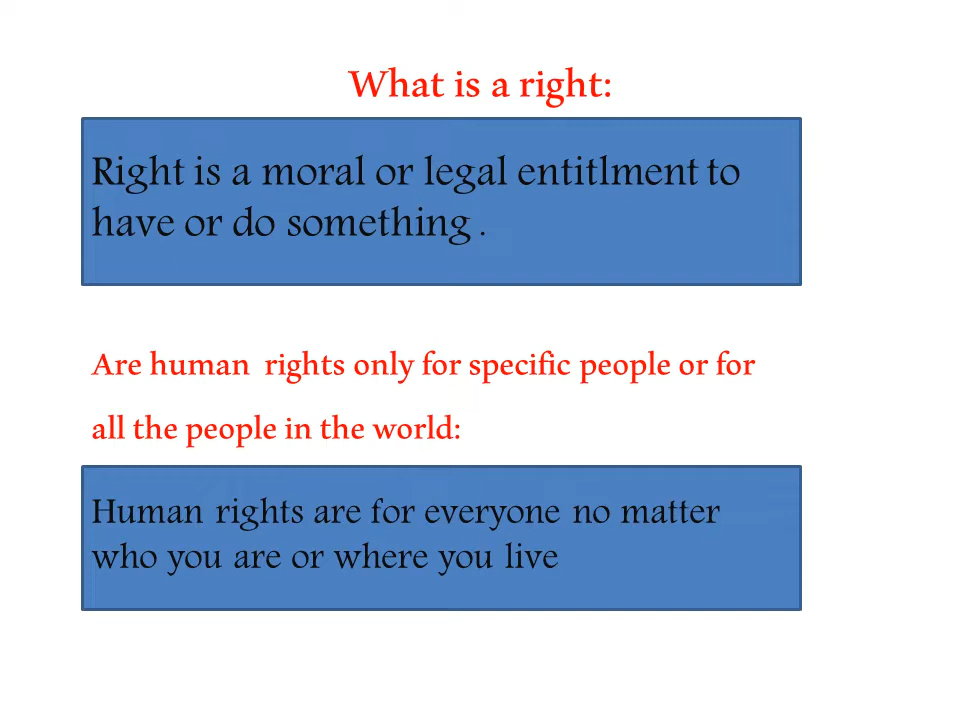 What is a right:
Right is a moral or legal entitlment to
have or do something .
Are human rights only for specific people or for
all the people in the world:
Human rights are for everyone no matter
who you are or where you live